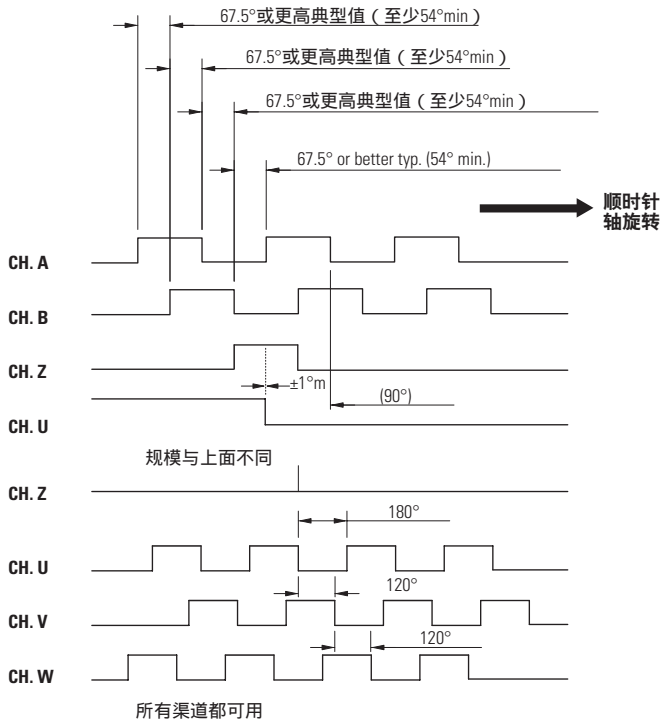 67.5°或更高典型值（至少54°min）
67.5°或更高典型值（至少54°min）
67.5°或更高典型值（至少54°min）
67.5° or better typ. (54° min.)
顺时针
轴旋转
CH. A
CH. B
CH. Z
±1°m
(90°)
CH. U
规模与上面不同
CH. Z
180°
CH. U
120°
CH. V
120°
CH. W
所有渠道都可用